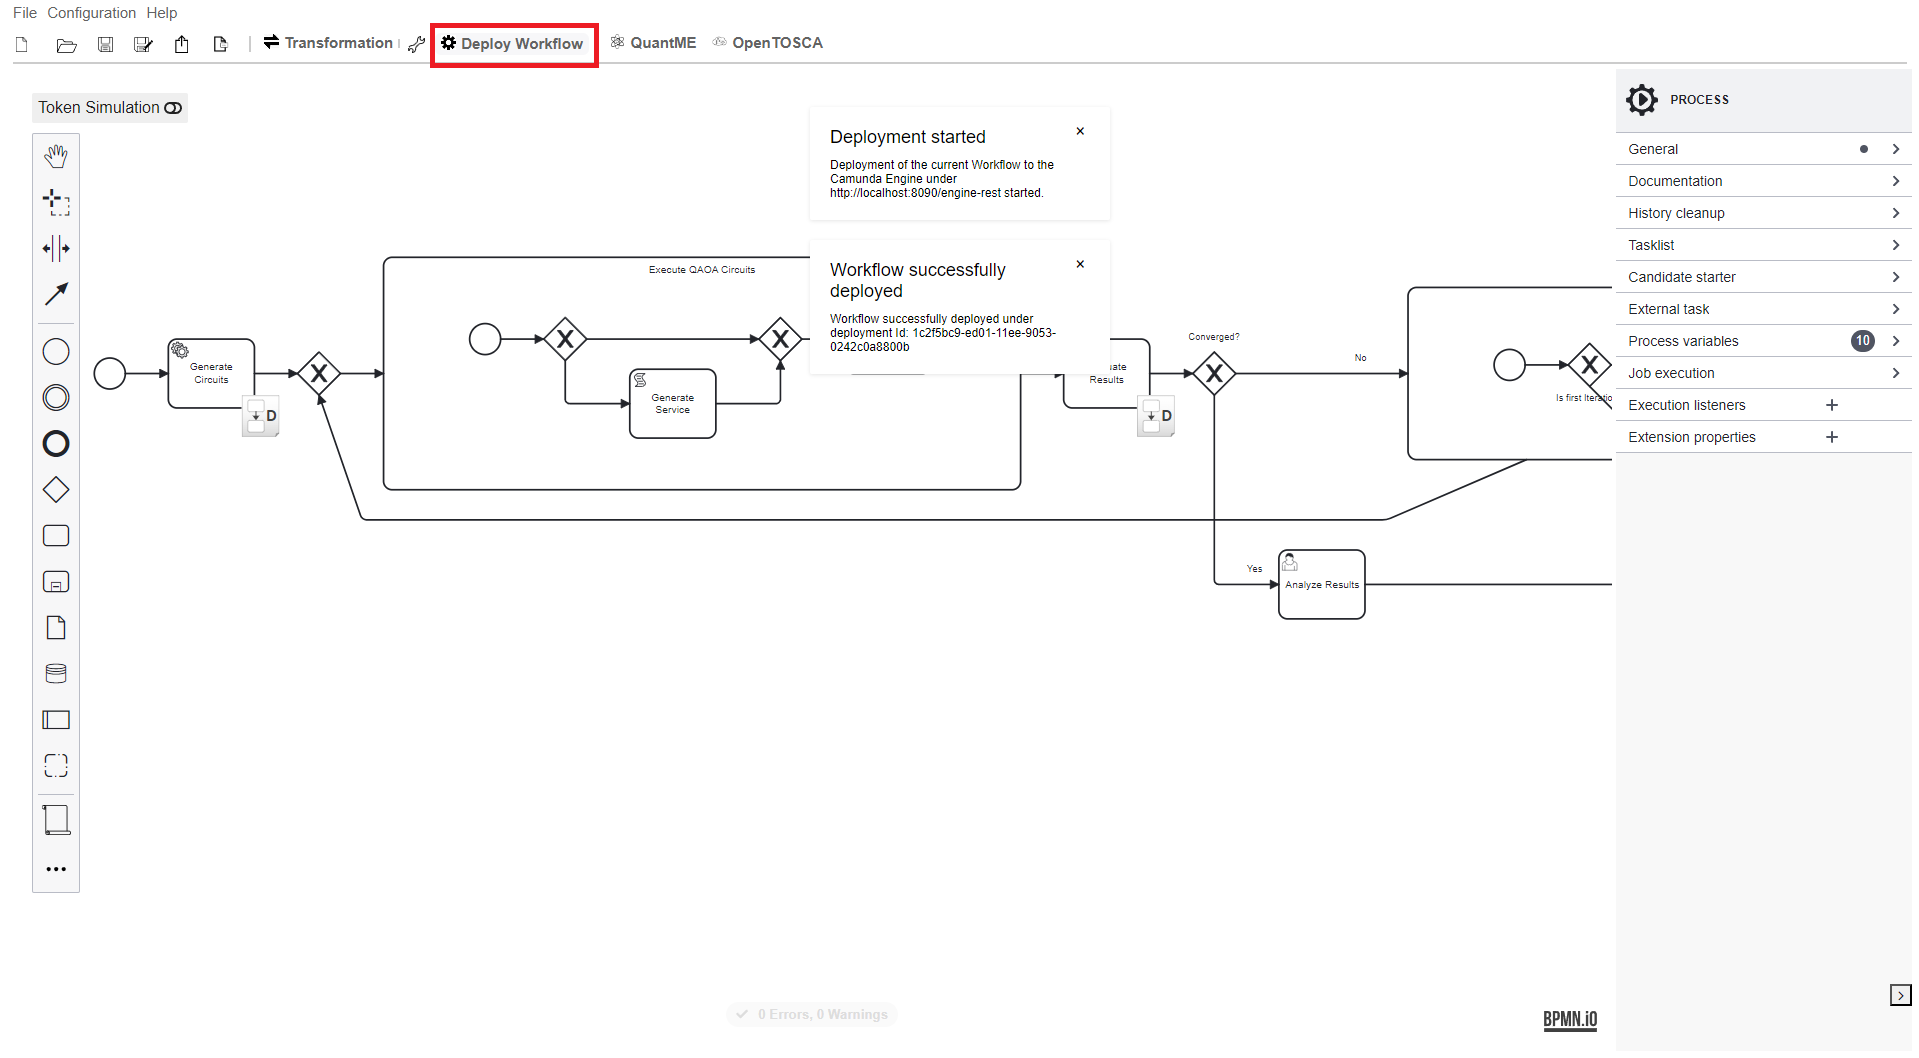 File Configuration Help
Transformation
Deploy Workflow
QuantME
OpenTOSCA
Token Simulation
PROCESS
General
Documentation
History cleanup
Tasklist
Candidate starter
External task
Process variables 10
Job execution
Execution listeners
Extension properties
Deployment started
Deployment of the current Workflow to the
Camunda Engine under
http://localhost:8090/engine-rest started.
Workflow successfully
deployed
Workflow successfully deployed under
deployment Id: 1c2f5bc9-ed01-11ee-9053-
0242c0a8800b
Execute QAOA Circuits
Generate
Circuits
D
Generate
Service
Results
D
Converged?
No
Yes
Is first Iteratio
Analyze Results
0 Errors, 0 Warnings
BPMN.iO